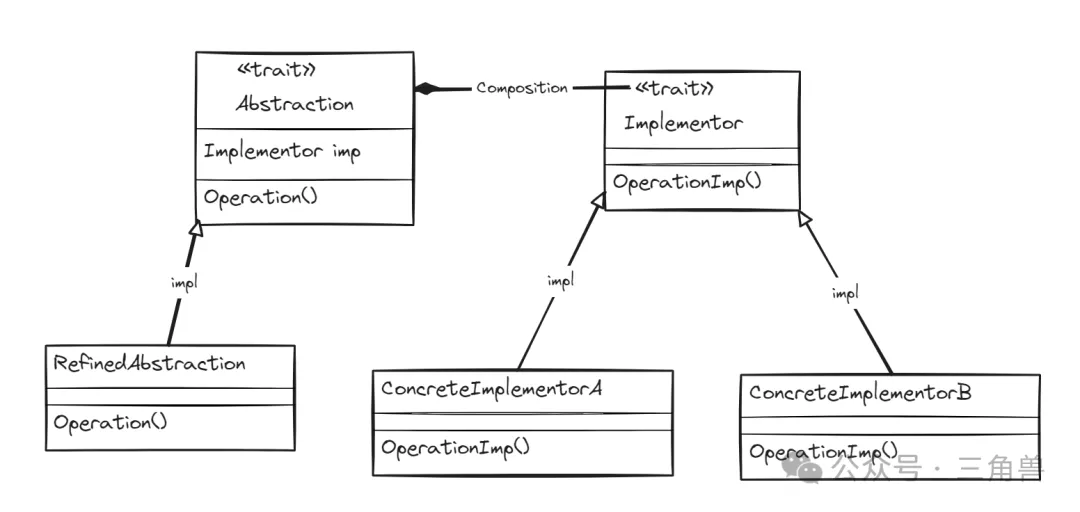 «trait»
Abstraction
Implementor imp
Operation()
Composition
«trait»
Implementor
OperationImp()
impl
impl
impl
RefinedAbstraction
Operation()
ConcreteImplementorA
OperationImp()
ConcreteImplementorB
OperationImp()
公众号·三角兽